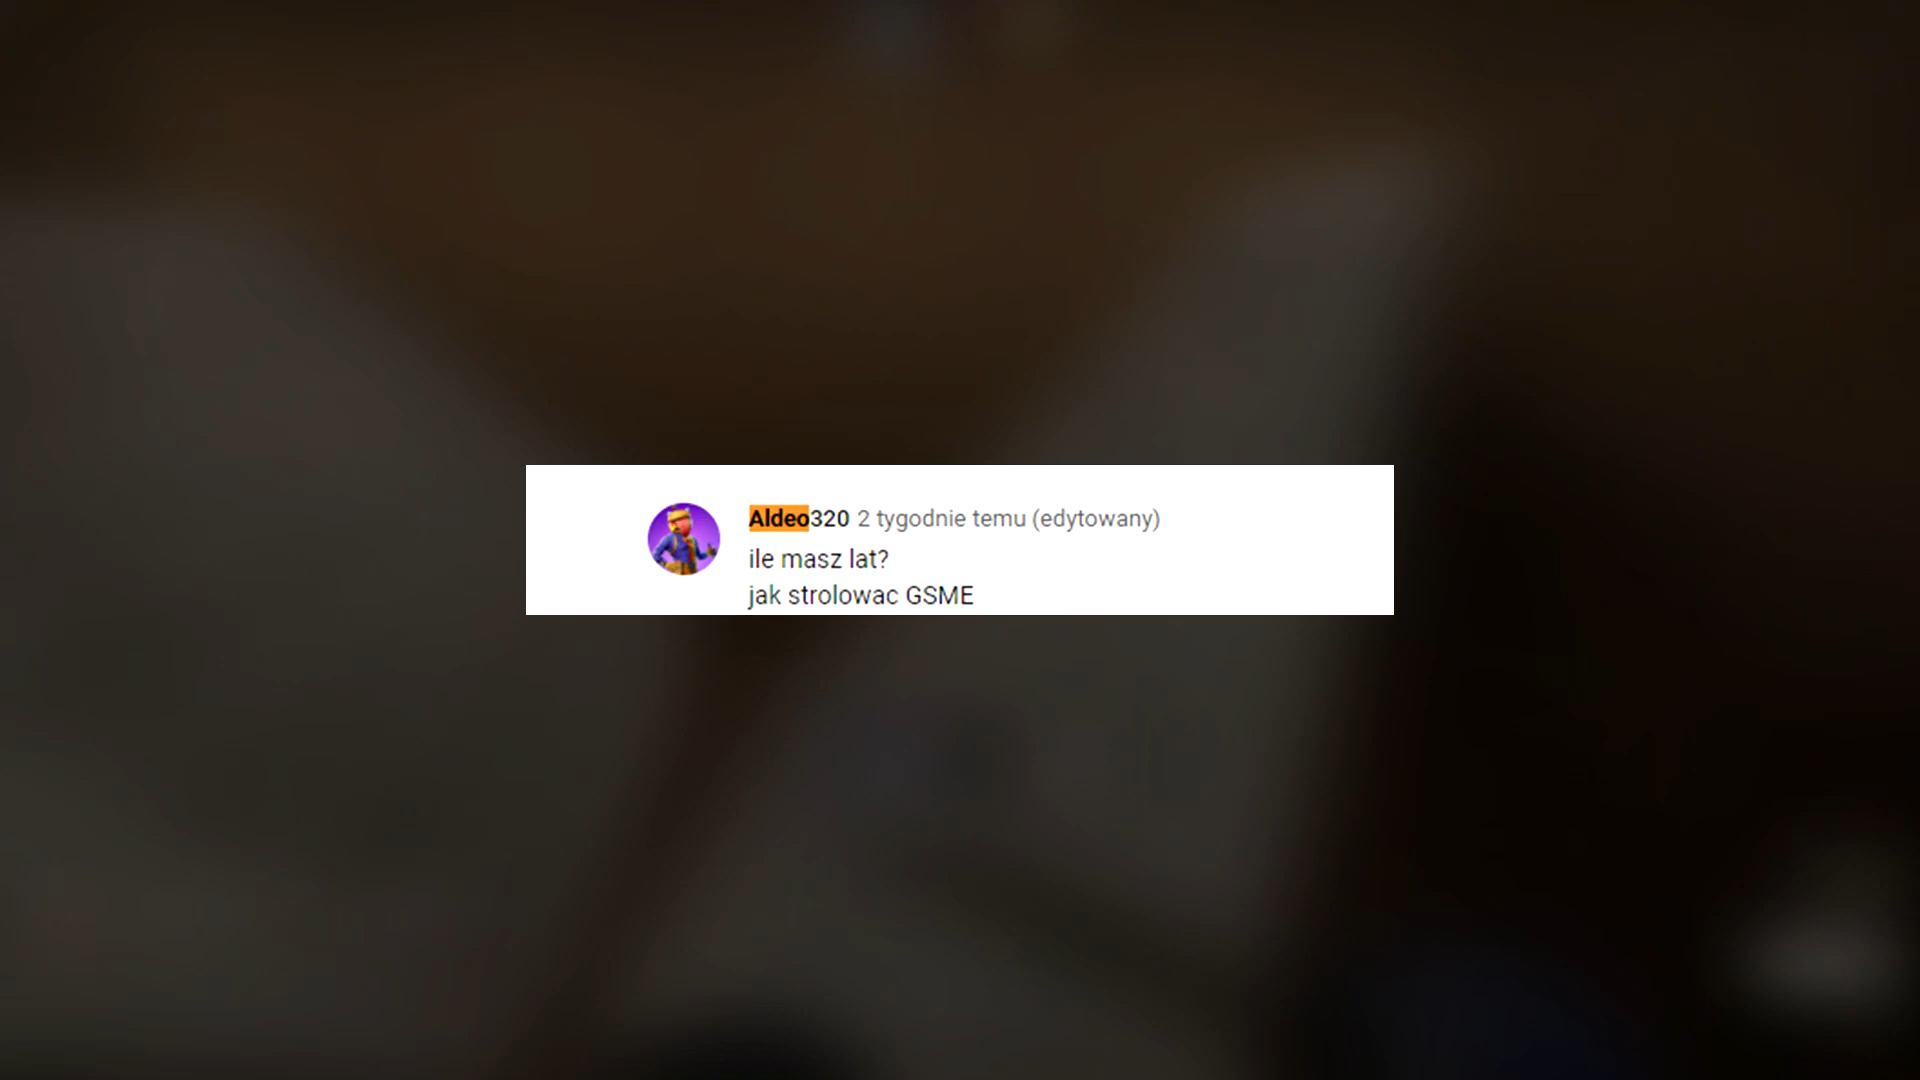 Aldeo320 2 tygodnie temu (edytowany)
ile masz lat?
jak strolowac GSME